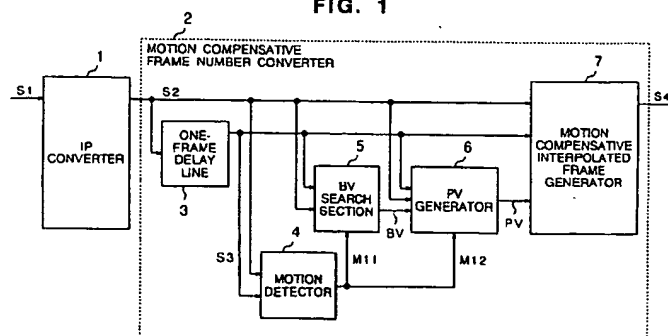 FIG. 1
2
MOTION COMPENSATIVE
FRAME NUMBER CONVERTER
1
7
S1
S2
S4
IP
CONVERTER
ONE-
FRAME
DELAY
LINE
3
5
6
BV
SEARCH
SECTION
BV
PV
GENERATOR
PV
MOTION
COMPENSATIVE
INTERPOLATED
FRAME
GENERATOR
4
S3
MOTION
DETECTOR
M11
M12